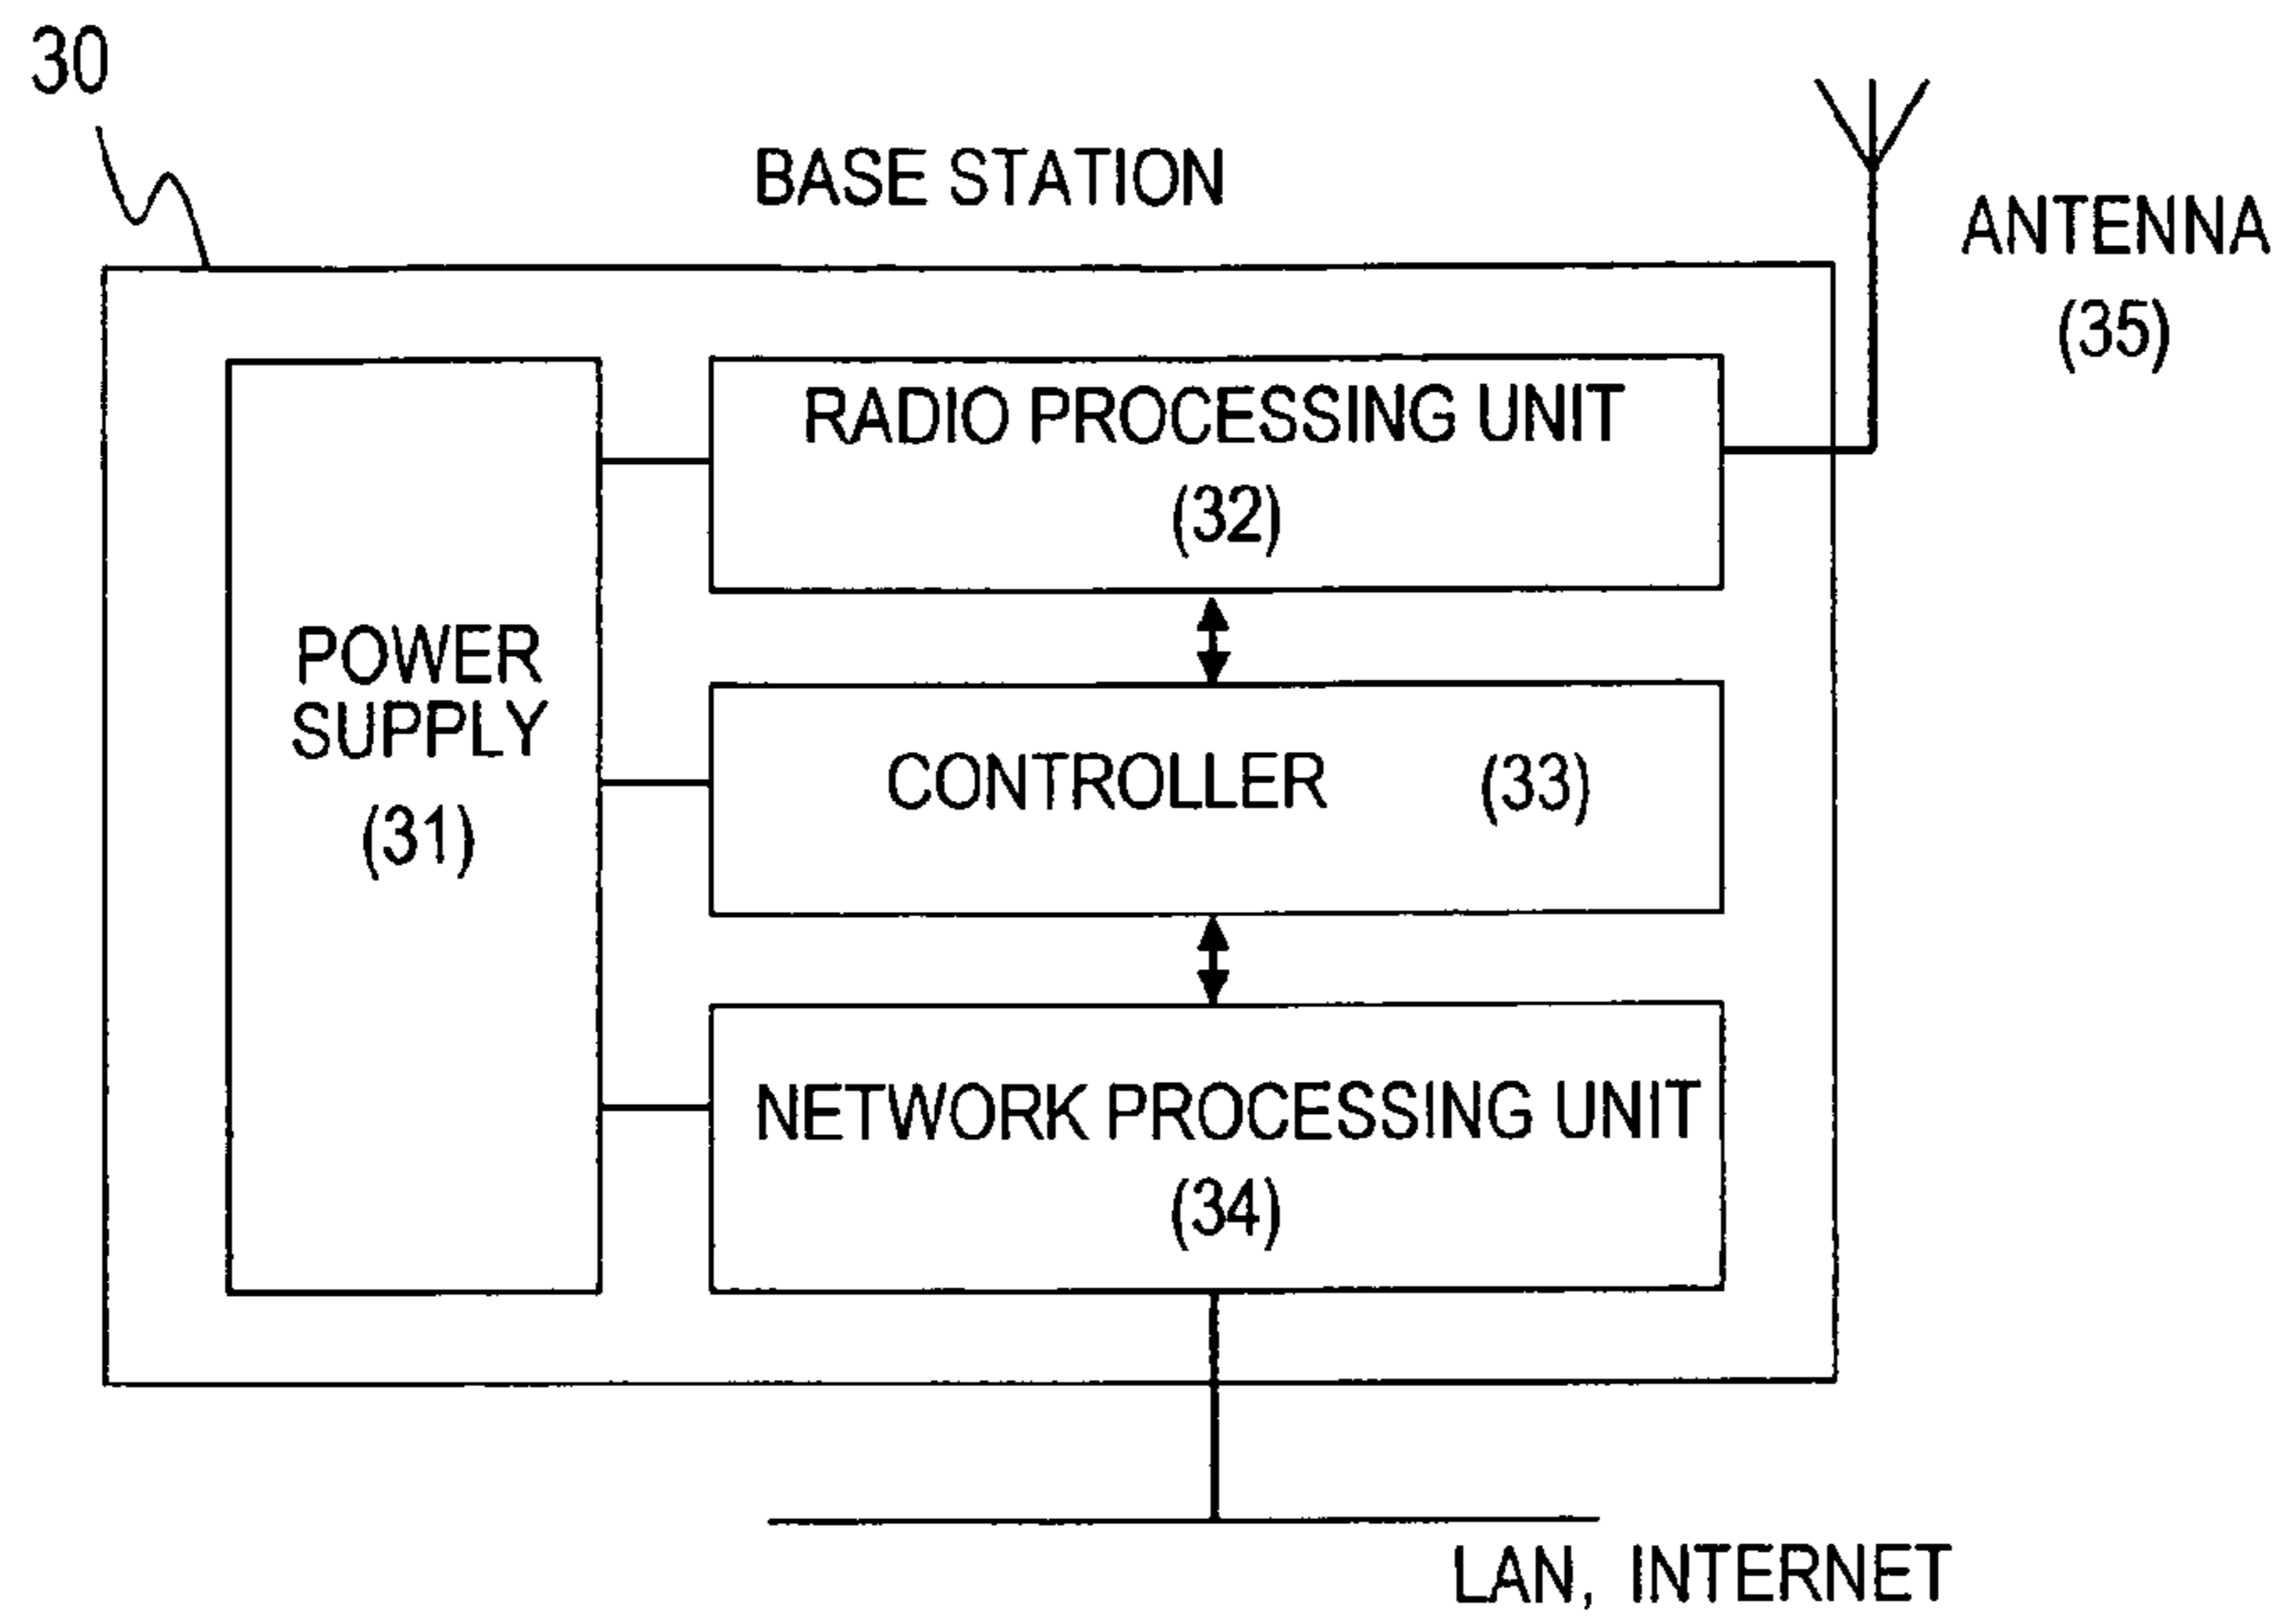 30
BASE STATION
ANTENNA
(35)
RADIO PROCESSING UNIT
(32)
POWER
SUPPLY
(31)
CONTROLLER (33)
NETWORK PROCESSING UNIT
(34)
LAN, INTERNET